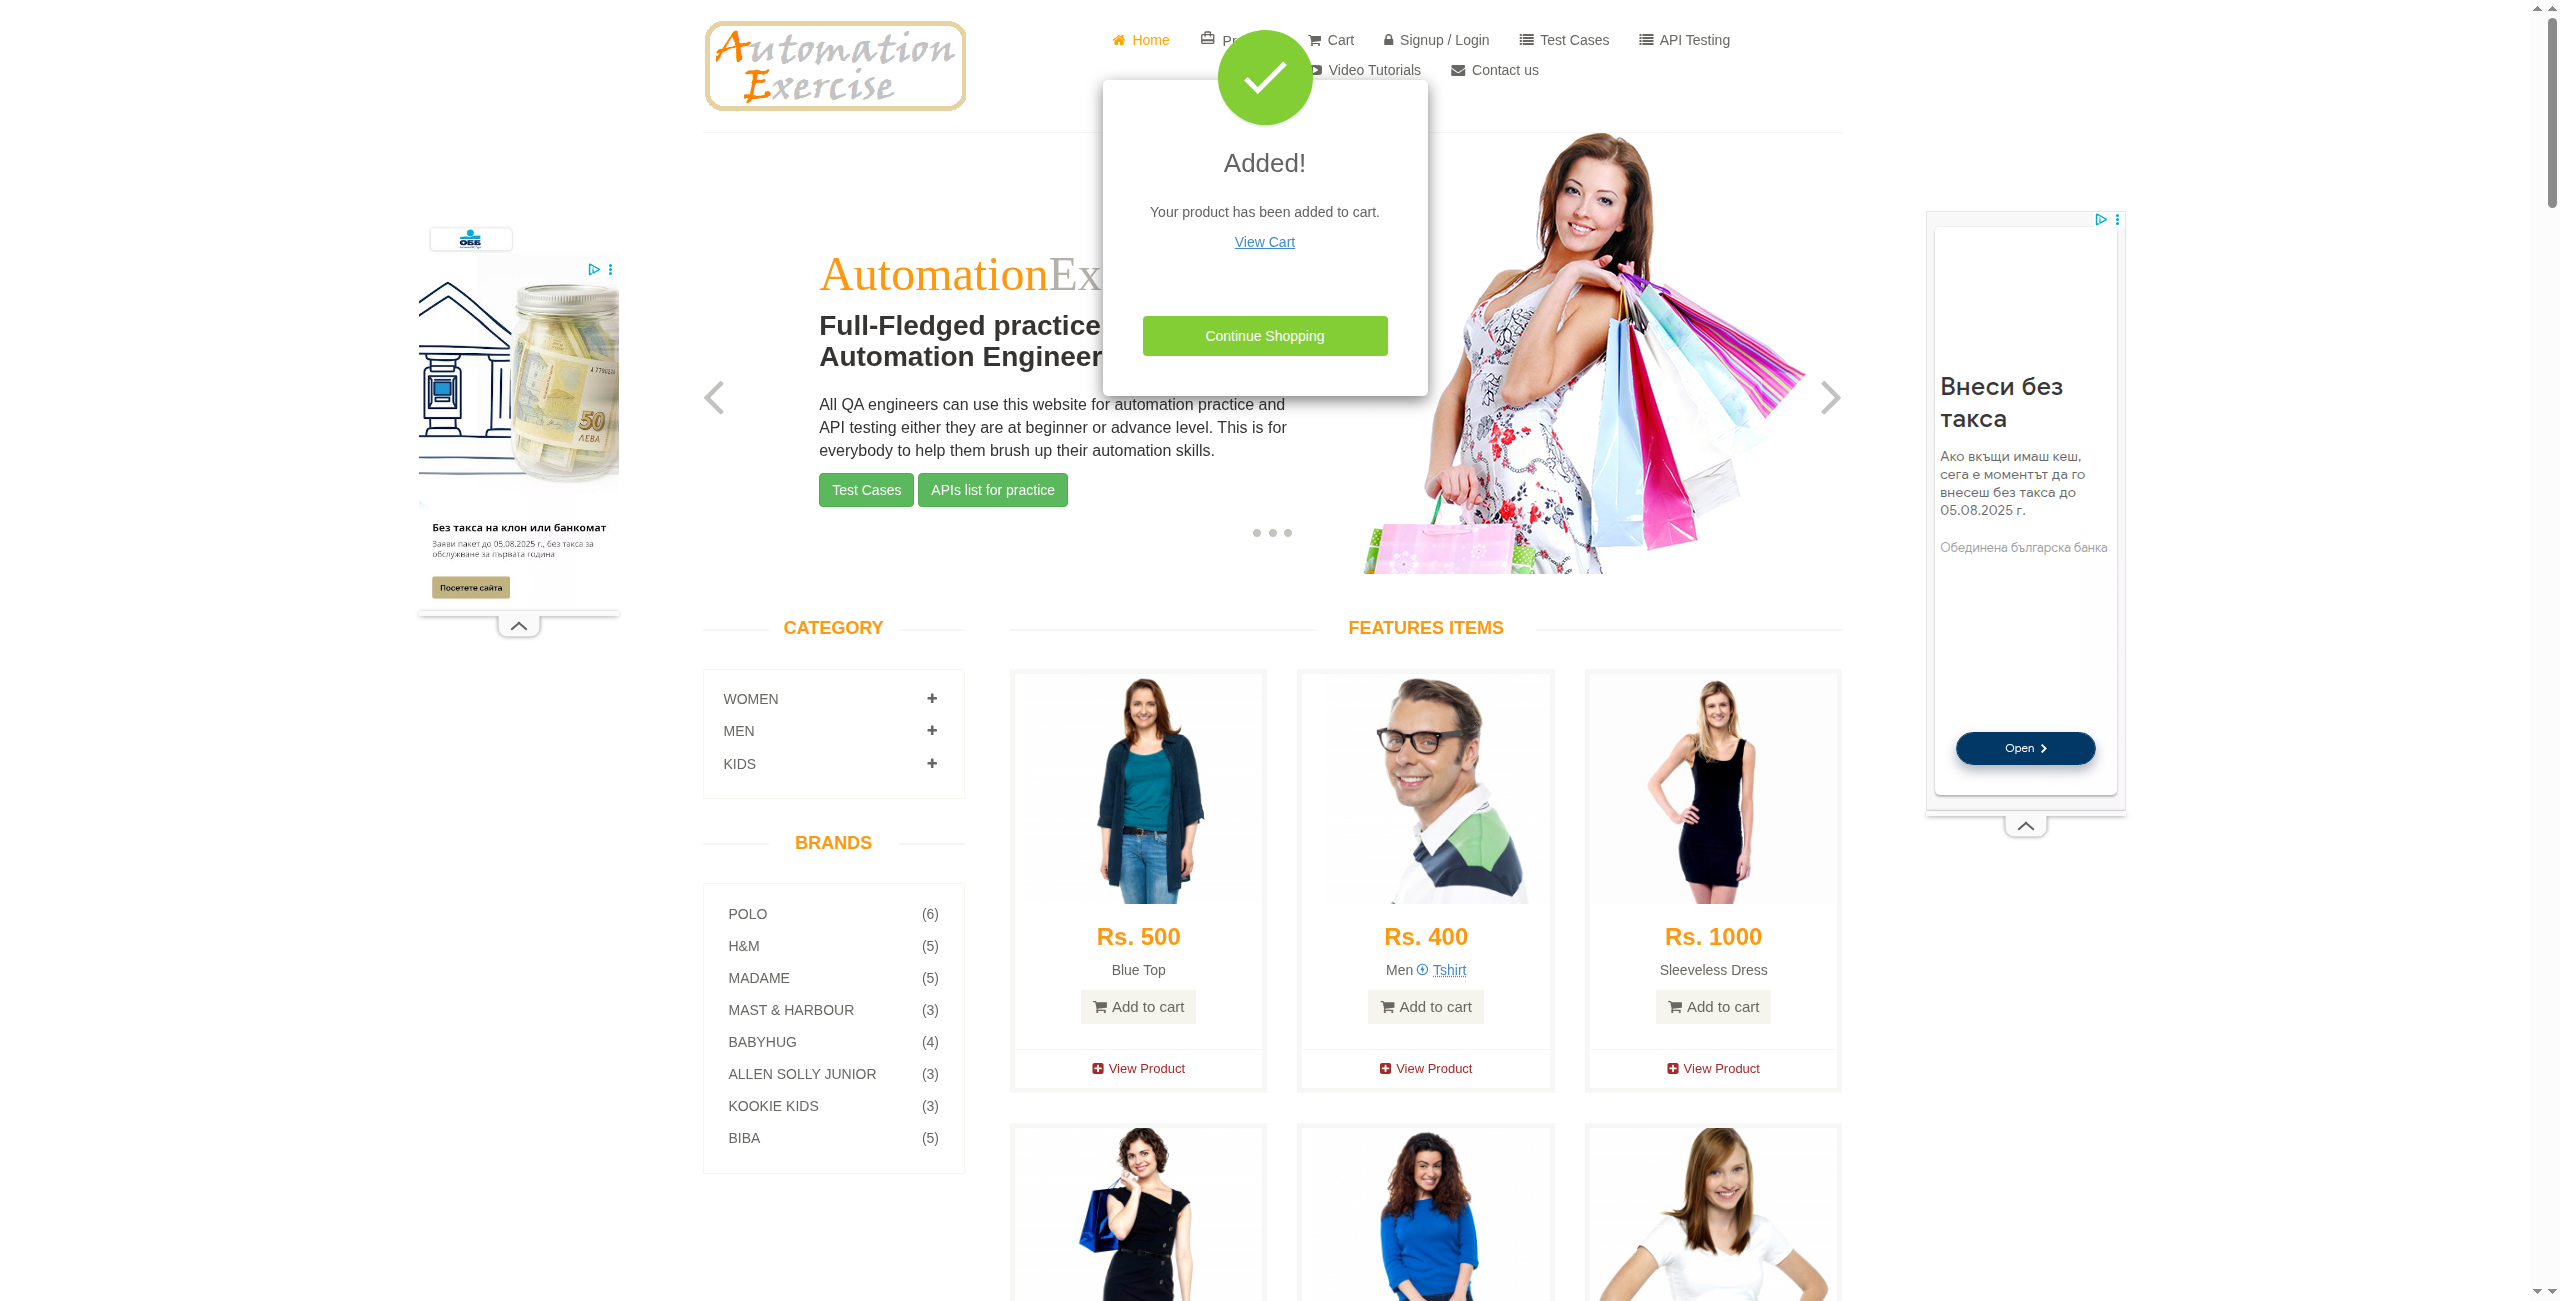 Automation
Exercise
Home
Cart
Signup / Login
Test Cases
API Testing
Video Tutorials
Contact us
Added!
Your product has been added to cart.
View Cart
Continue Shopping
AutomationEx
Full-Fledged practice
Automation Engineer
All QA engineers can use this website for automation practice and
API testing either they are at beginner or advance level. This is for
everybody to help them brush up their automation skills.
Test Cases
APIs list for practice
ОББ
50
ЛЕВА
Без такса на клон или банкомат
Заяви пакет до 05.08.2025 г., без такса за
обслужване за първата година
Посетете сайта
Внеси без
такса
Ако вкъщи имаш кеш,
сега е моментът да го
внесеш без такса до
05.08.2025 г.
Обединена българска банка
Open
CATEGORY
WOMEN
MEN
KIDS
BRANDS
POLO (6)
H&M (5)
MADAME (5)
MAST & HARBOUR (3)
BABYHUG (4)
ALLEN SOLLY JUNIOR (3)
KOOKIE KIDS (3)
BIBA (5)
FEATURES ITEMS
Rs. 500
Blue Top
Add to cart
View Product
Rs. 400
Men Tshirt
Add to cart
View Product
Rs. 1000
Sleeveless Dress
Add to cart
View Product